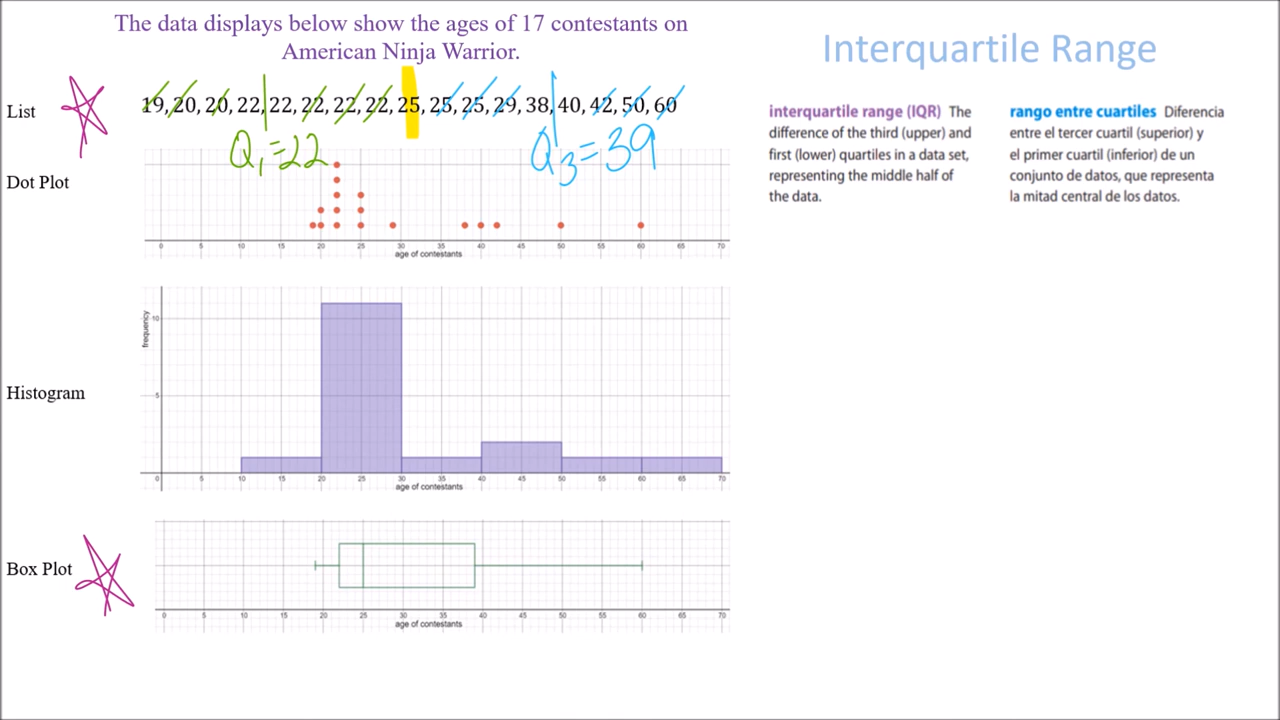 The data displays below show the ages of 17 contestants on
American Ninja Warrior.
Interquartile Range
List
19, 20, 20, 22, 22, 22, 22, 22, 25, 25, 25, 29, 38, 40, 42, 50, 60
Q₁=22
Q₃=39
interquartile range (IQR) The
difference of the third (upper) and
first (lower) quartiles in a data set,
representing the middle half of
the data.
rango entre cuartiles Diferencia
entre el tercer cuartil (superior) y
el primer cuartil (inferior) de un
conjunto de datos, que representa
la mitad central de los datos.
Dot Plot
0 5 10 15 20 25 30 35 40 45 50 55 60 65 70
age of contestants
Histogram
frequency
10
5
0 5 10 15 20 25 30 35 40 45 50 55 60 65 70
age of contestants
Box Plot
0 5 10 15 20 25 30 35 40 45 50 55 60 65 70
age of contestants